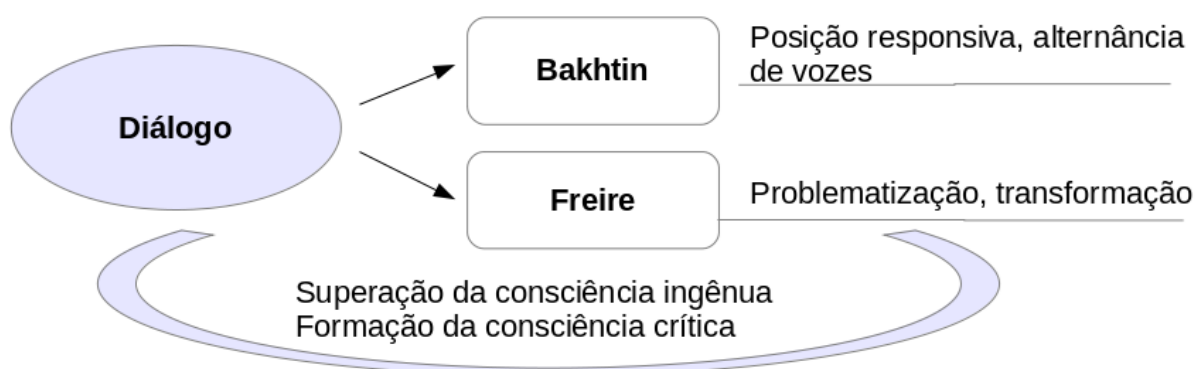 Diálogo
Bakhtin
Posição responsiva, alternância
de vozes
Freire
Problematização, transformação
Superação da consciência ingênua
Formação da consciência crítica